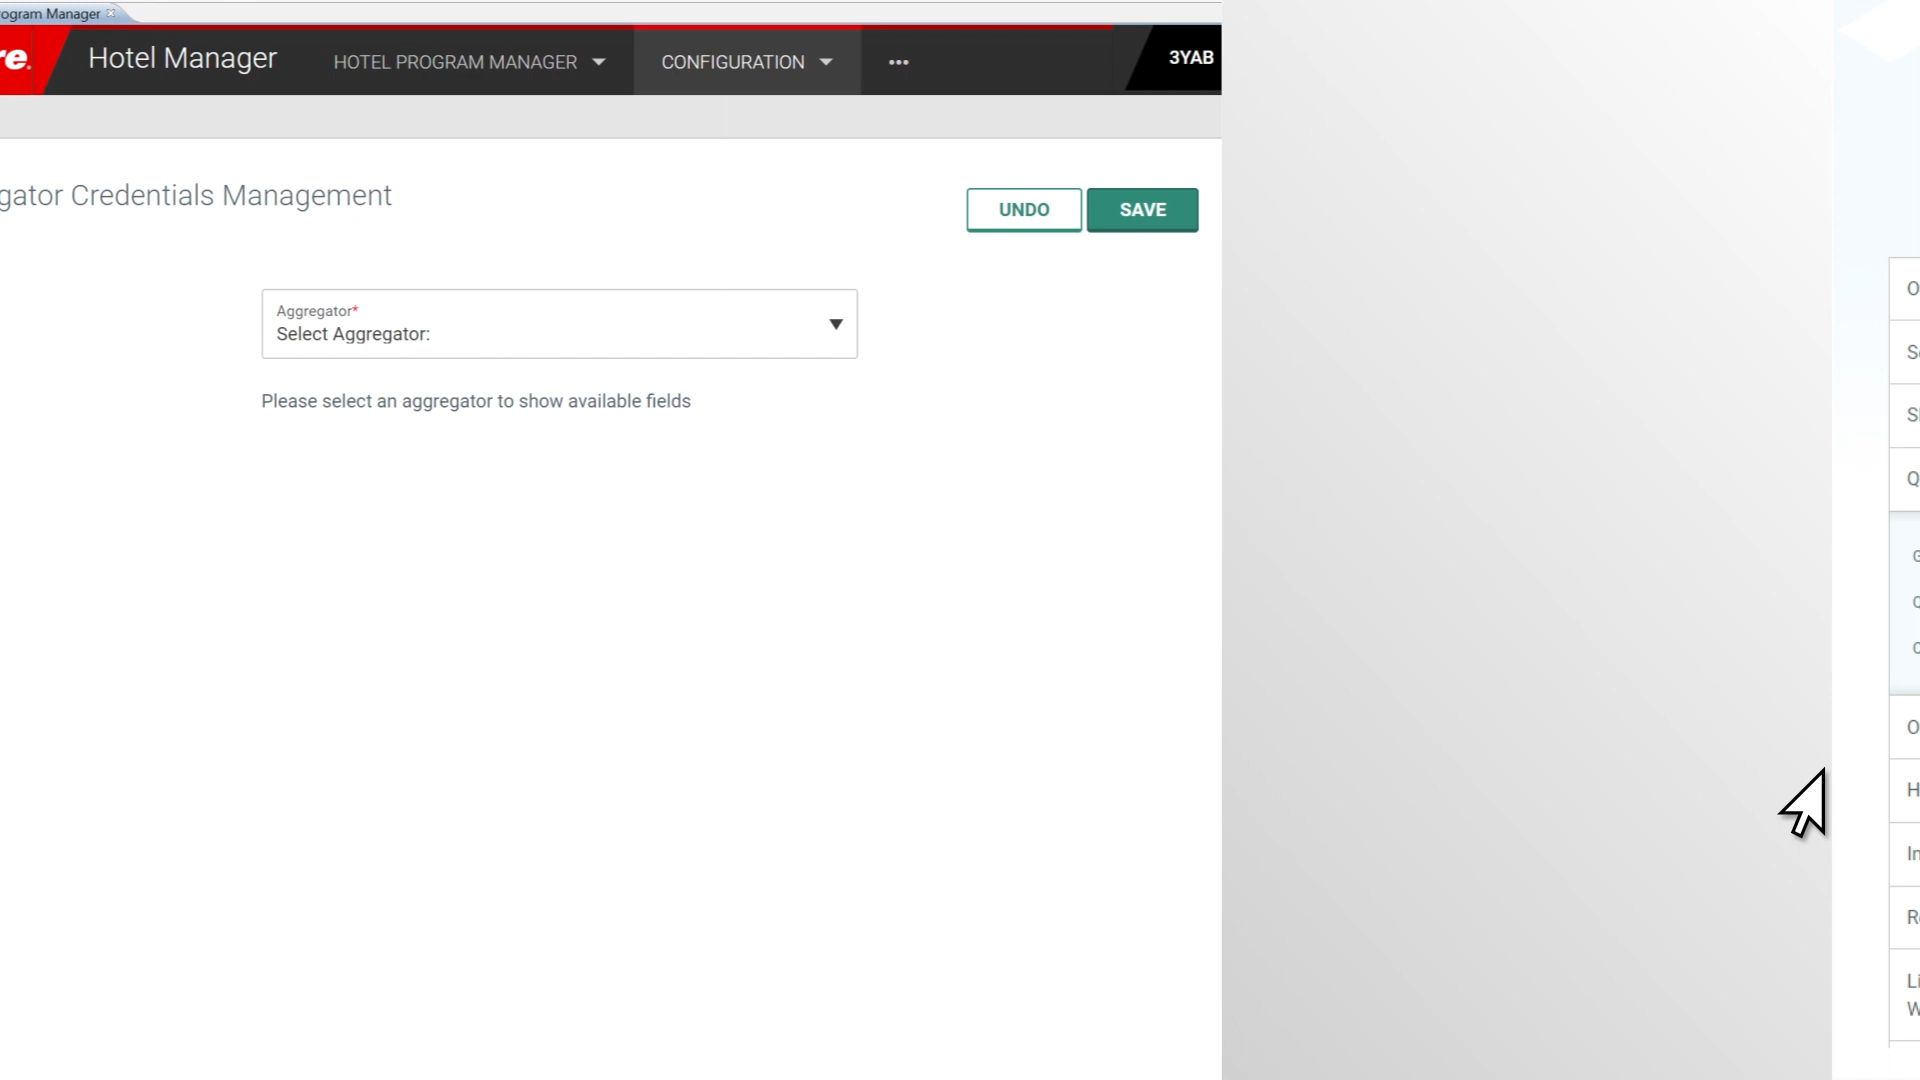 ogram Manager
re.
Hotel Manager
HOTEL PROGRAM MANAGER
CONFIGURATION
3YAB
gator Credentials Management
UNDO
SAVE
Aggregator*
Select Aggregator:
Please select an aggregator to show available fields